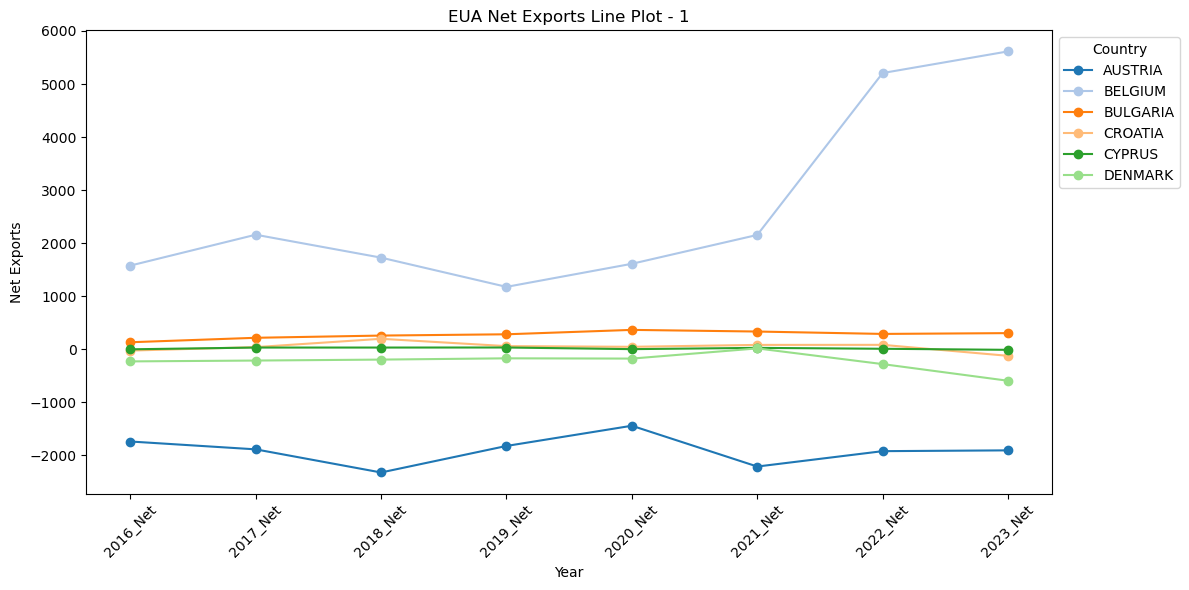 EUA Net Exports Line Plot - 1
Country
AUSTRIA
BELGIUM
BULGARIA
CROATIA
CYPRUS
DENMARK
Net Exports
6000
5000
4000
3000
2000
1000
0
−1000
−2000
2016_Net
2017_Net
2018_Net
2019_Net
2020_Net
2021_Net
2022_Net
2023_Net
Year